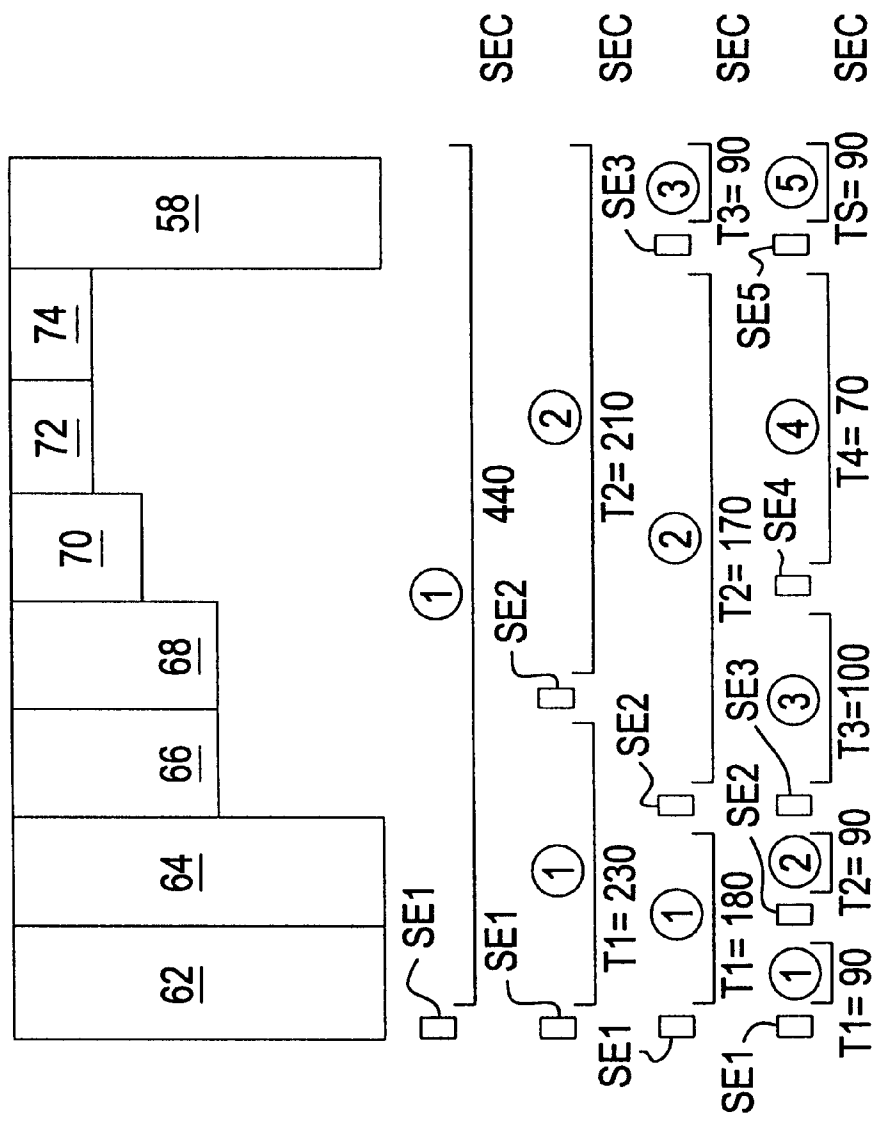 62 64 66 68 70 72 74 58
SE1
1
440 SEC
SE1 SE2
1 2
T1= 230 T2= 210 SEC
SE1 SE2 SE3
1 2 3
T1= 180 T2= 170 T3= 90 SEC
SE1 SE2 SE3 SE4 SE5
1 2 3 4 5
T1= 90 T2= 90 T3=100 T4= 70 TS= 90 SEC